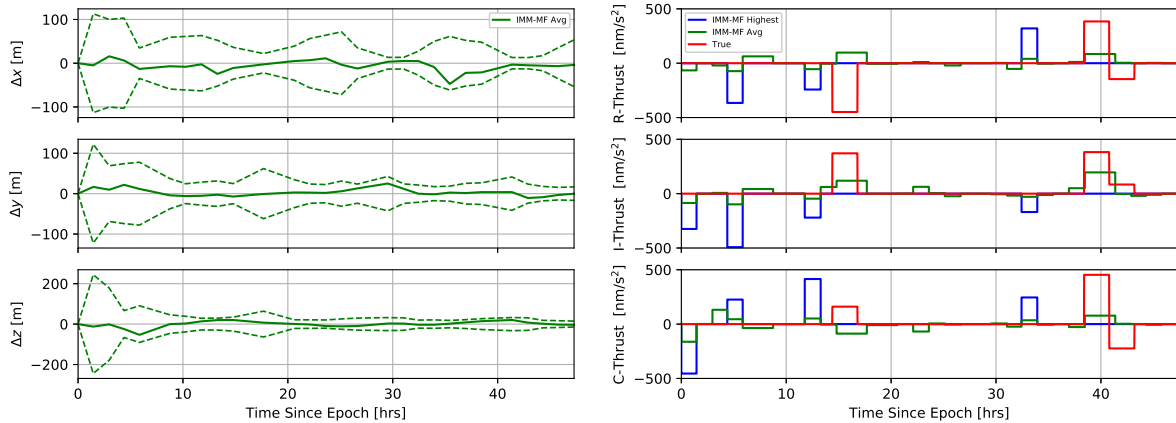 100
0
−100
Δx [m]
IMM-MF Avg
100
0
−100
Δy [m]
200
0
−200
Δz [m]
0
10
20
30
40
Time Since Epoch [hrs]
500
0
−500
R-Thrust [nm/s²]
IMM-MF Highest
IMM-MF Avg
True
500
0
−500
I-Thrust [nm/s²]
500
0
−500
C-Thrust [nm/s²]
0
10
20
30
40
Time Since Epoch [hrs]